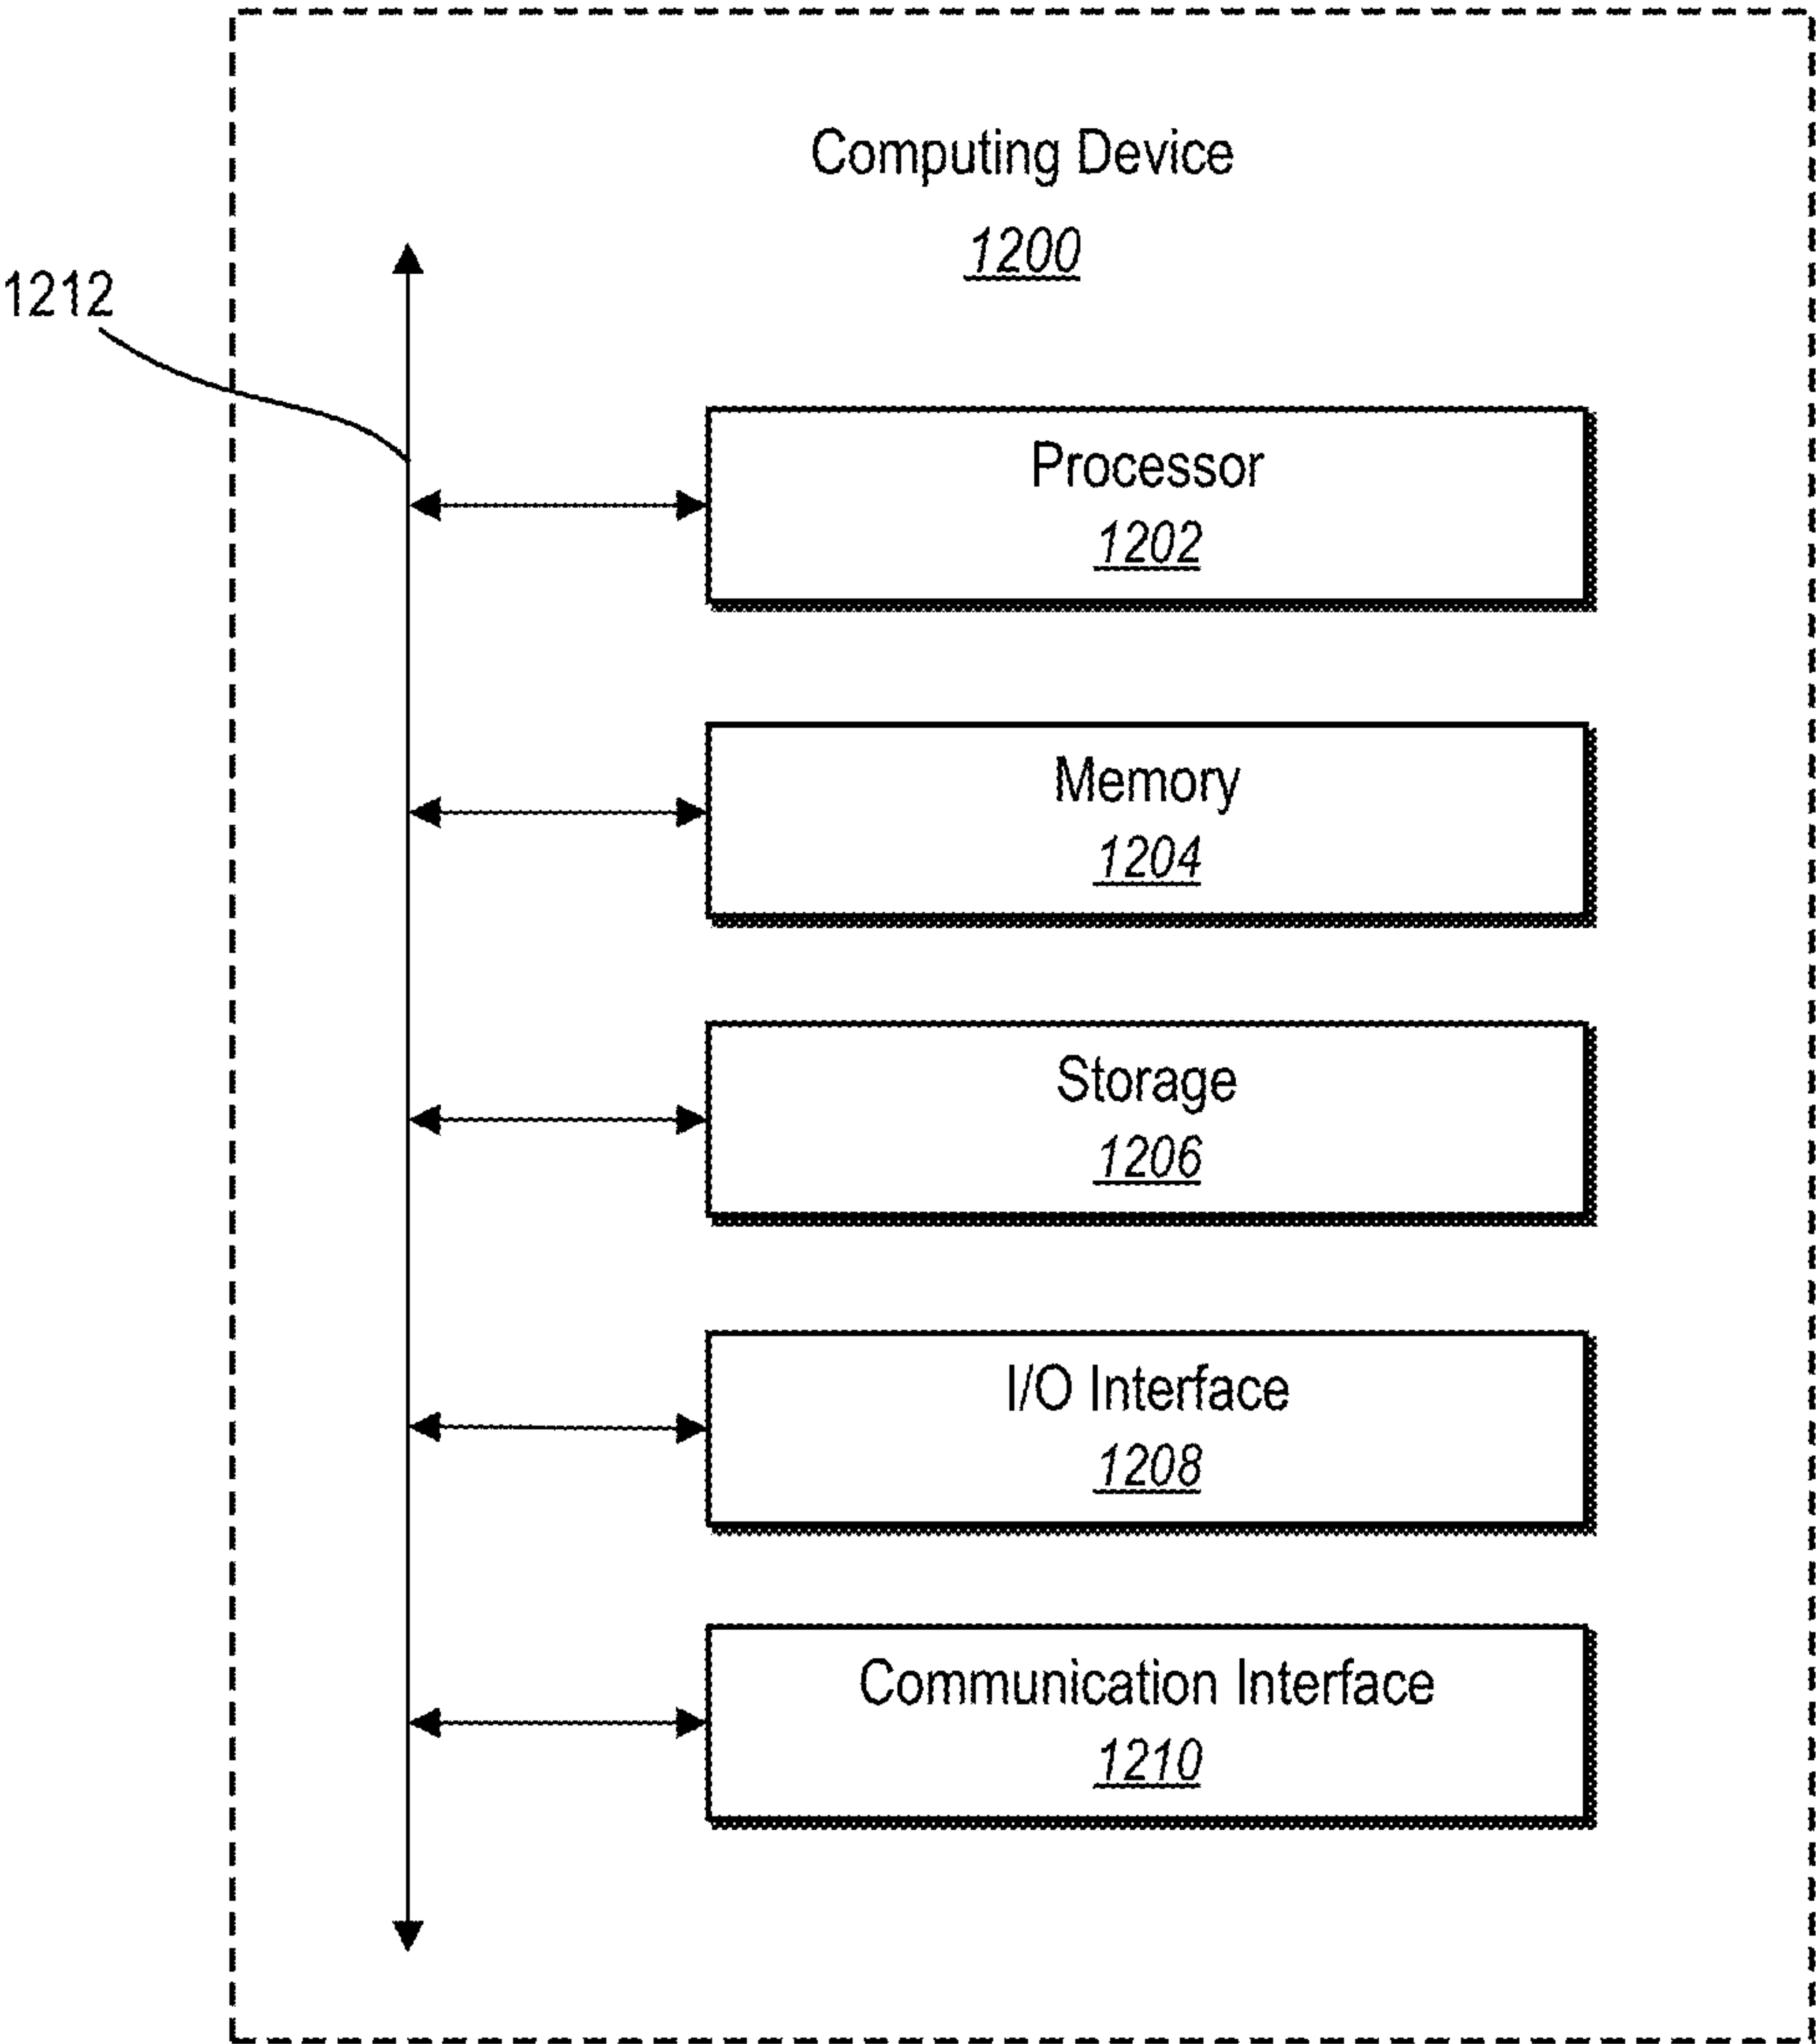 Computing Device
1200
1212
Processor
1202
Memory
1204
Storage
1206
I/O Interface
1208
Communication Interface
1210